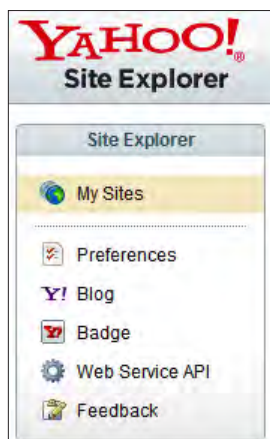 YAHOO!®
Site Explorer
Site Explorer
My Sites
Preferences
Y! Blog
Badge
Web Service API
Feedback